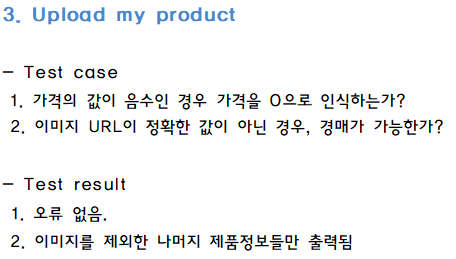 3. Upload my product
- Test case
1. 가격의 값이 음수인 경우 가격을 0으로 인식하는가?
2. 이미지 URL이 정확한 값이 아닌 경우, 경매가 가능한가?
- Test result
1. 오류 없음.
2. 이미지를 제외한 나머지 제품정보들만 출력됨